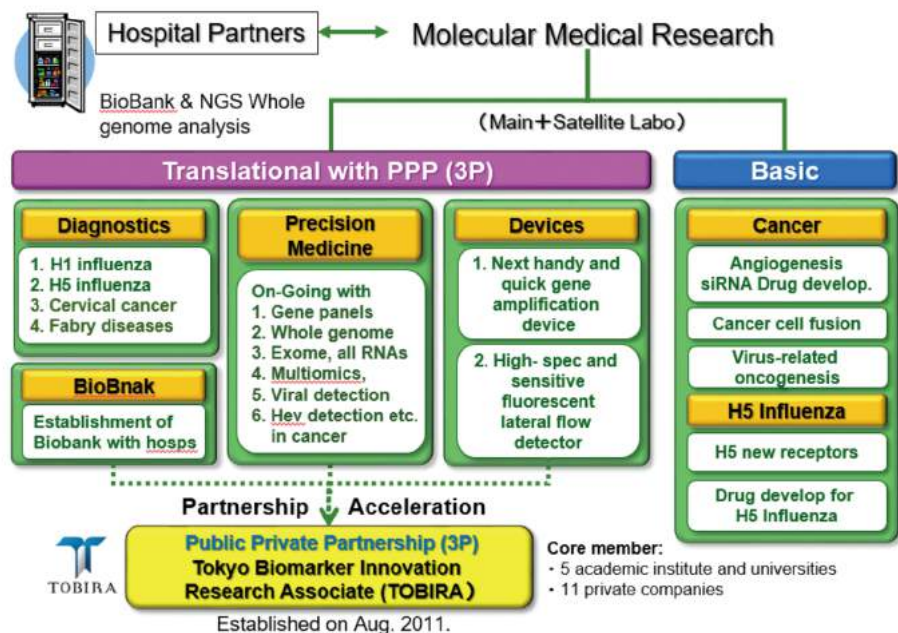 Hospital Partners
Molecular Medical Research
BioBank & NGS Whole
genome analysis
(Main+Satellite Labo)
Translational with PPP (3P)
Basic
Diagnostics
1. H1 influenza
2. H5 influenza
3. Cervical cancer
4. Fabry diseases
BioBnak
Establishment of
Biobank with hosps
Precision
Medicine
On-Going with
1. Gene panels
2. Whole genome
3. Exome, all RNAs
4. Multiomics,
5. Viral detection
6. Hev detection etc.
in cancer
Devices
1. Next handy and
quick gene
amplification
device
2. High- spec and
sensitive
fluorescent
lateral flow
detector
Cancer
Angiogenesis
siRNA Drug develop.
Cancer cell fusion
Virus-related
oncogenesis
H5 Influenza
H5 new receptors
Drug develop for
H5 Influenza
Partnership Acceleration
TOBIRA
Public Private Partnership (3P)
Tokyo Biomarker Innovation
Research Associate (TOBIRA)
Established on Aug. 2011.
Core member:
・5 academic institute and universities
・11 private companies